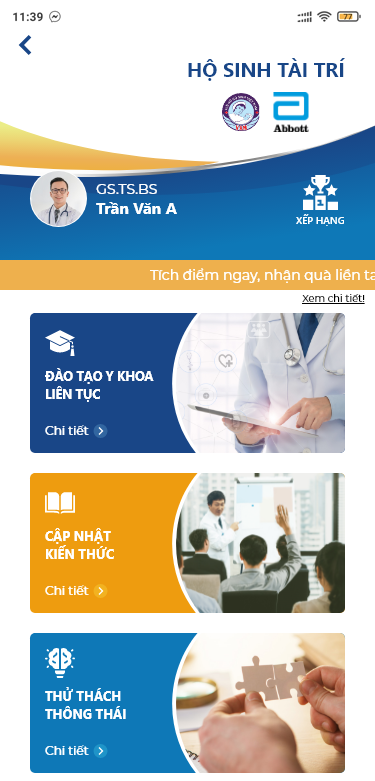 11:39
77
HỘ SINH TÀI TRÍ
Abbott
GS.TS.BS
Trần Văn A
XẾP HẠNG
Tích điểm ngay, nhận quà liền ta
Xem chi tiết!
ĐÀO TẠO Y KHOA
LIÊN TỤC
Chi tiết
CẬP NHẬT
KIẾN THỨC
Chi tiết
THỬ THÁCH
THÔNG THÁI
Chi tiết